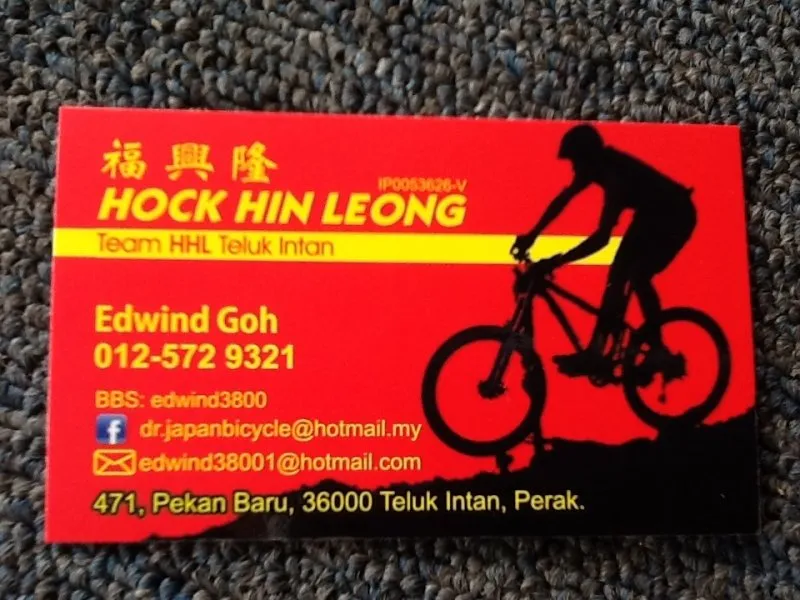 福興隆
IP0053626-V
HOCK HIN LEONG
Team HHL Teluk Intan
Edwind Goh
012-572 9321
BBS: edwind3800
f dr.japanbicycle@hotmail.my
edwind38001@hotmail.com
471, Pekan Baru, 36000 Teluk Intan, Perak.